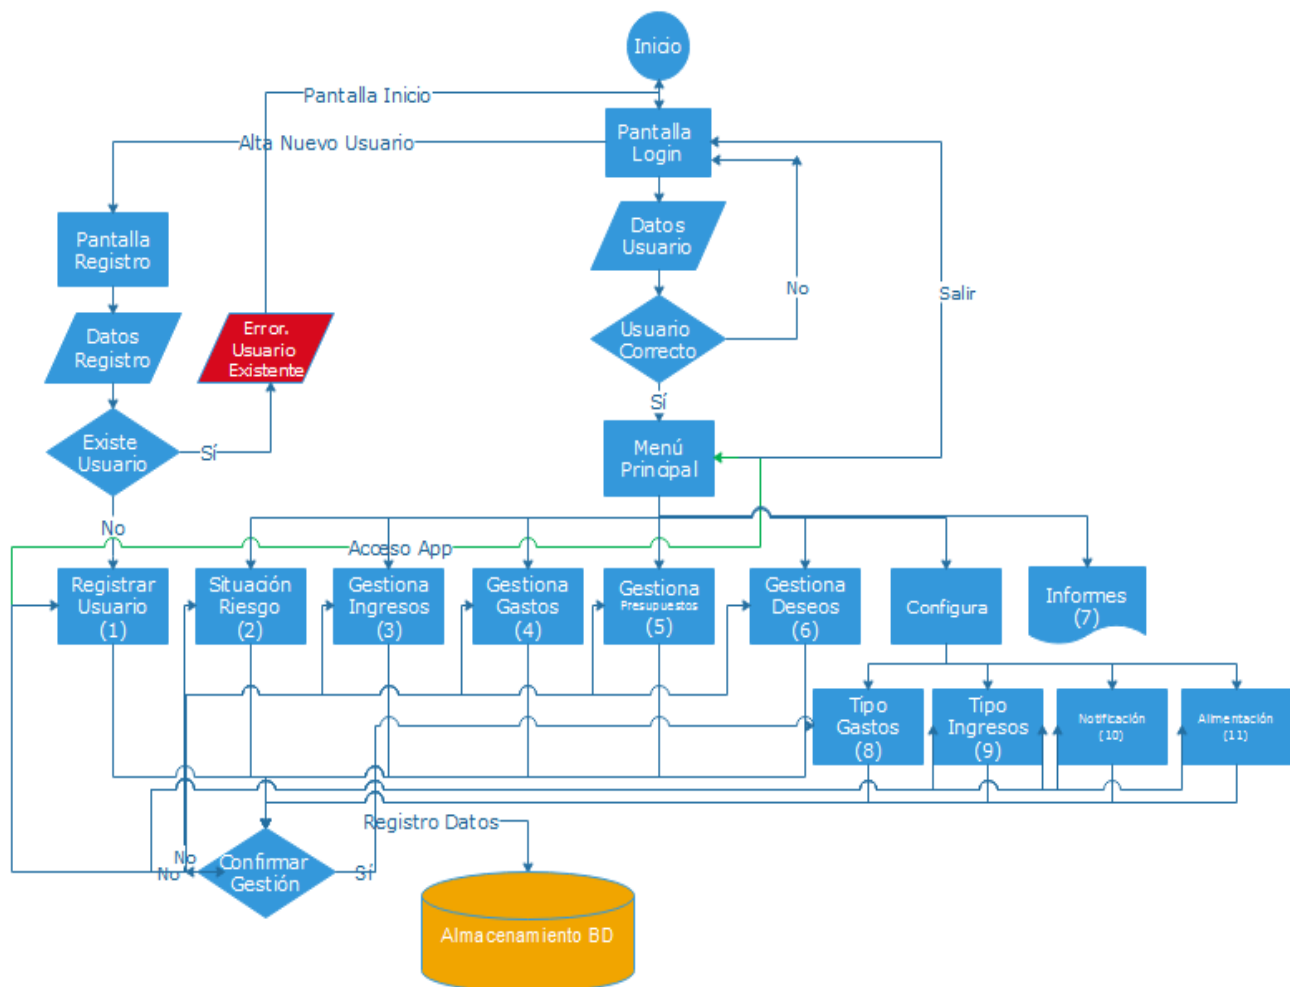 Inicio
Pantalla Inicio
Pantalla
Login
Alta Nuevo Usuario
Pantalla
Registro
Datos
Usuario
No
Salir
Datos
Registro
Error.
Usuario
Existente
Usuario
Correcto
Sí
Existe
Usuario
Sí
Menú
Principal
No
Acceso App
Registrar
Usuario
(1)
Situación
Riesgo
(2)
Gestiona
Ingresos
(3)
Gestiona
Gastos
(4)
Gestiona
Presupuestos
(5)
Gestiona
Deseos
(6)
Configura
Informes
(7)
Tipo
Gastos
(8)
Tipo
Ingresos
(9)
Notificación
(10)
Alimentación
(11)
Registro Datos
No
No
Confirmar
Gestión
Sí
Almacenamiento BD